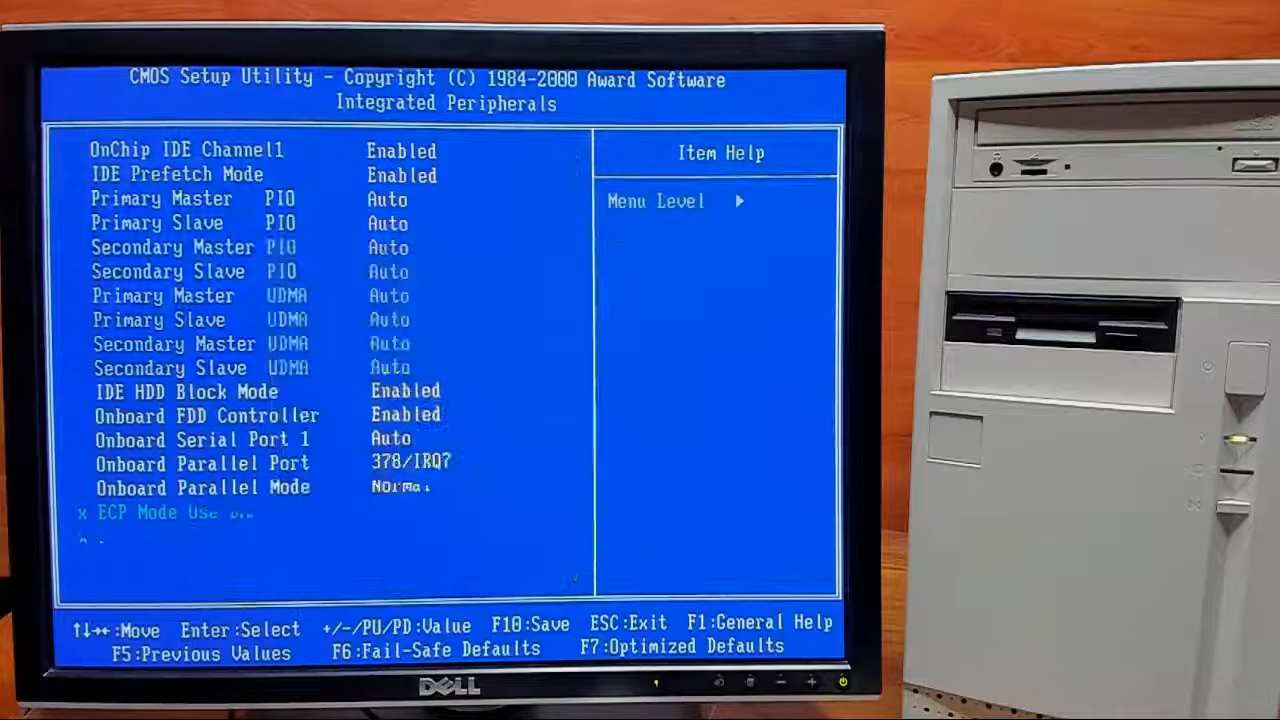 CMOS Setup Utility - Copyright (C) 1984-2000 Award Software
Integrated Peripherals
OnChip IDE Channel1 Enabled
IDE Prefetch Mode Enabled
Primary Master PIO Auto
Primary Slave PIO Auto
Secondary Master PIO Auto
Secondary Slave PIO Auto
Primary Master UDMA Auto
Primary Slave UDMA Auto
Secondary Master UDMA Auto
Secondary Slave UDMA Auto
IDE HDD Block Mode Enabled
Onboard FDD Controller Enabled
Onboard Serial Port 1 Auto
Onboard Parallel Port 378/IRQ7
Onboard Parallel Mode
x ECP Mode Use
Item Help
Menu Level ▶
↑↓→←:Move Enter:Select +/-/PU/PD:Value F10:Save ESC:Exit F1:General Help
F5:Previous Values F6:Fail-Safe Defaults F7:Optimized Defaults
DELL